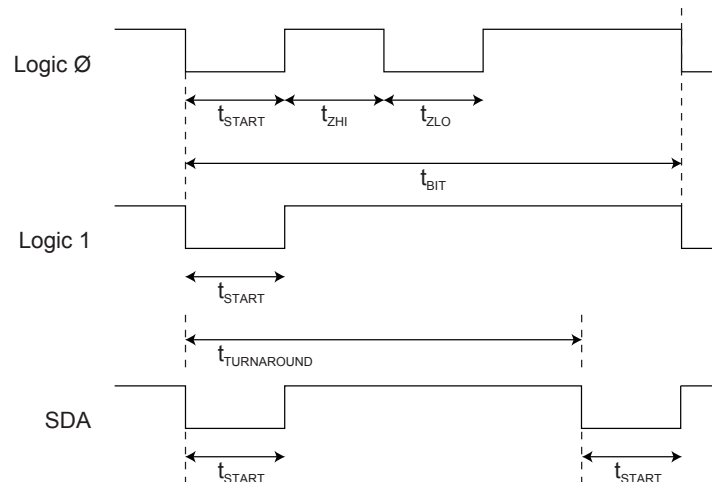 Logic Ø
tSTART tZHI tZLO
tBIT
Logic 1
tSTART
tTURNAROUND
SDA
tSTART tSTART